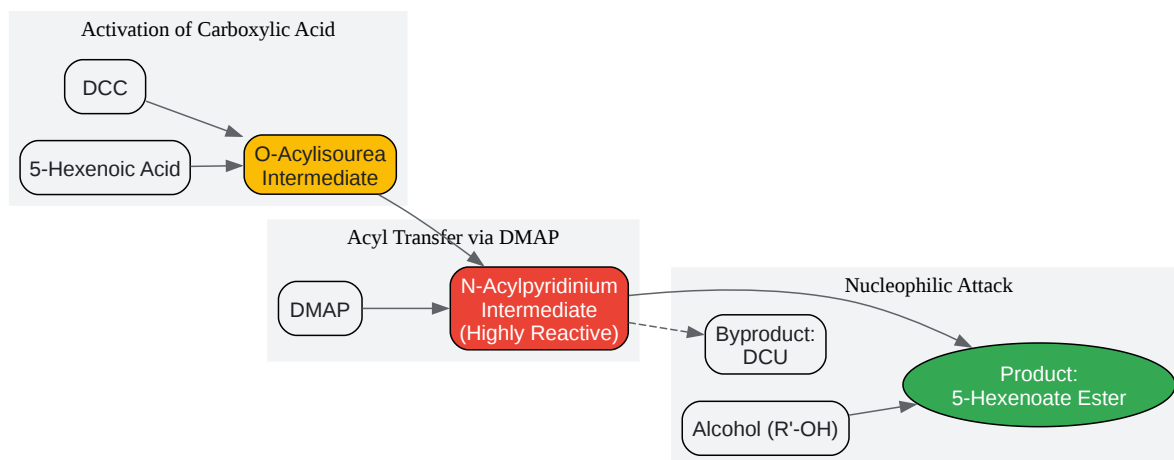 Activation of Carboxylic Acid
DCC
5-Hexenoic Acid
O-Acylisourea
Intermediate
Acyl Transfer via DMAP
DMAP
N-Acylpyridinium
Intermediate
(Highly Reactive)
Nucleophilic Attack
Byproduct:
DCU
Alcohol (R'-OH)
Product:
5-Hexenoate Ester